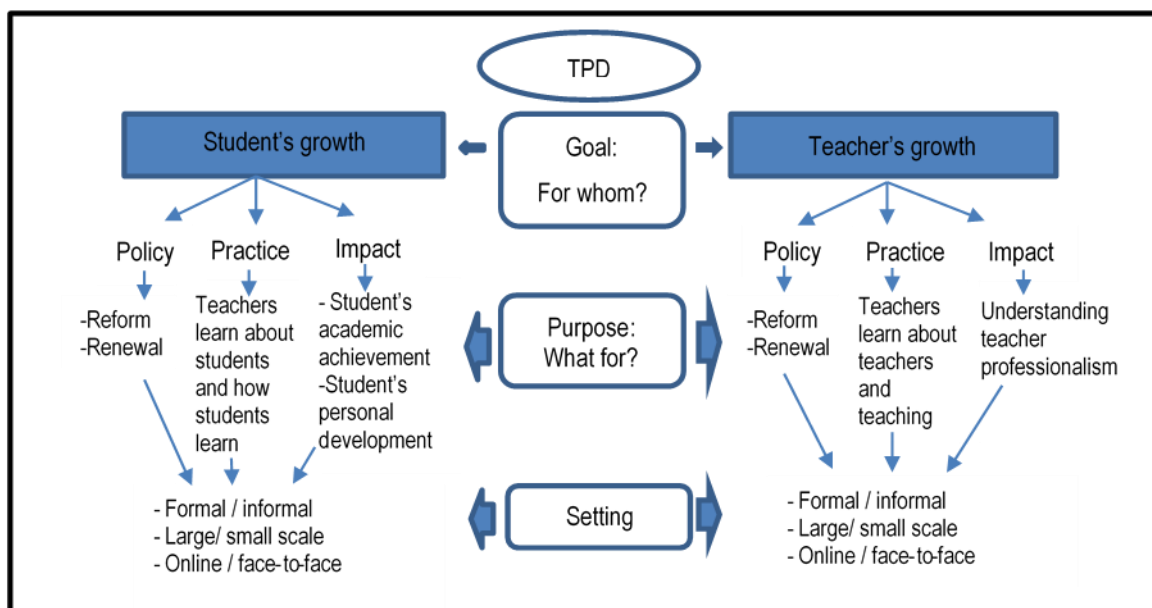 TPD
Student's growth
Goal:
For whom?
Teacher's growth
Policy
Practice
Impact
-Reform
-Renewal
Teachers
learn about
students
and how
students
learn
- Student's
academic
achievement
-Student's
personal
development
Purpose:
What for?
Policy
Practice
Impact
-Reform
-Renewal
Teachers
learn about
teachers
and
teaching
Understanding
teacher
professionalism
- Formal / informal
- Large/ small scale
- Online / face-to-face
Setting
- Formal / informal
- Large/ small scale
- Online / face-to-face